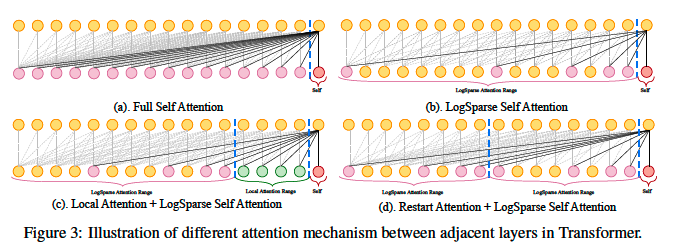 Self
(a). Full Self Attention
LogSparse Attention Range
Self
(b). LogSparse Self Attention
LogSparse Attention Range
Local Attention Range
Self
(c). Local Attention + LogSparse Self Attention
LogSparse Attention Range
LogSparse Attention Range
Self
(d). Restart Attention + LogSparse Self Attention
Figure 3: Illustration of different attention mechanism between adjacent layers in Transformer.